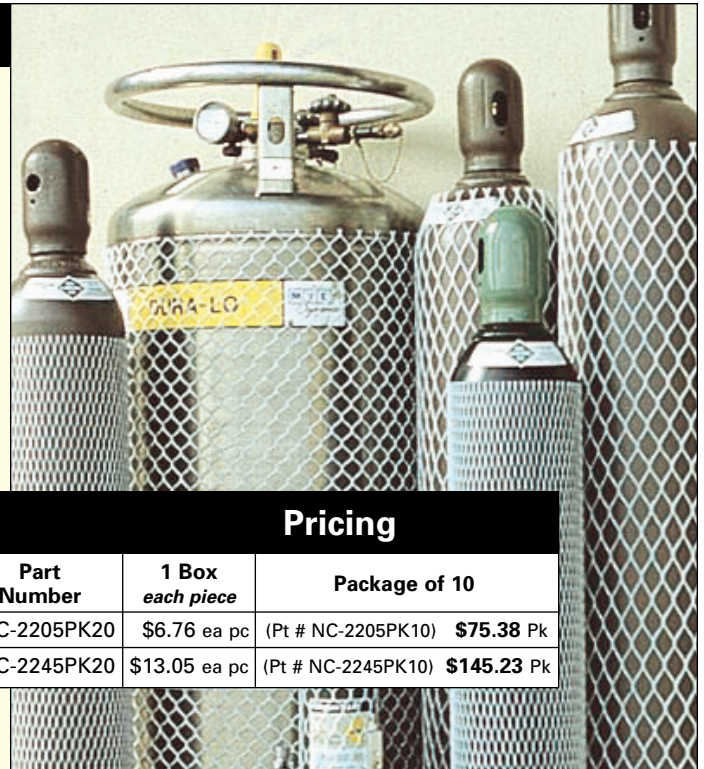 DURA-LO
Pricing
Part Number
1 Box each piece
Package of 10
C-2205PK20 $6.76 ea pc (Pt # NC-2205PK10) $75.38 Pk
C-2245PK20 $13.05 ea pc (Pt # NC-2245PK10) $145.23 Pk